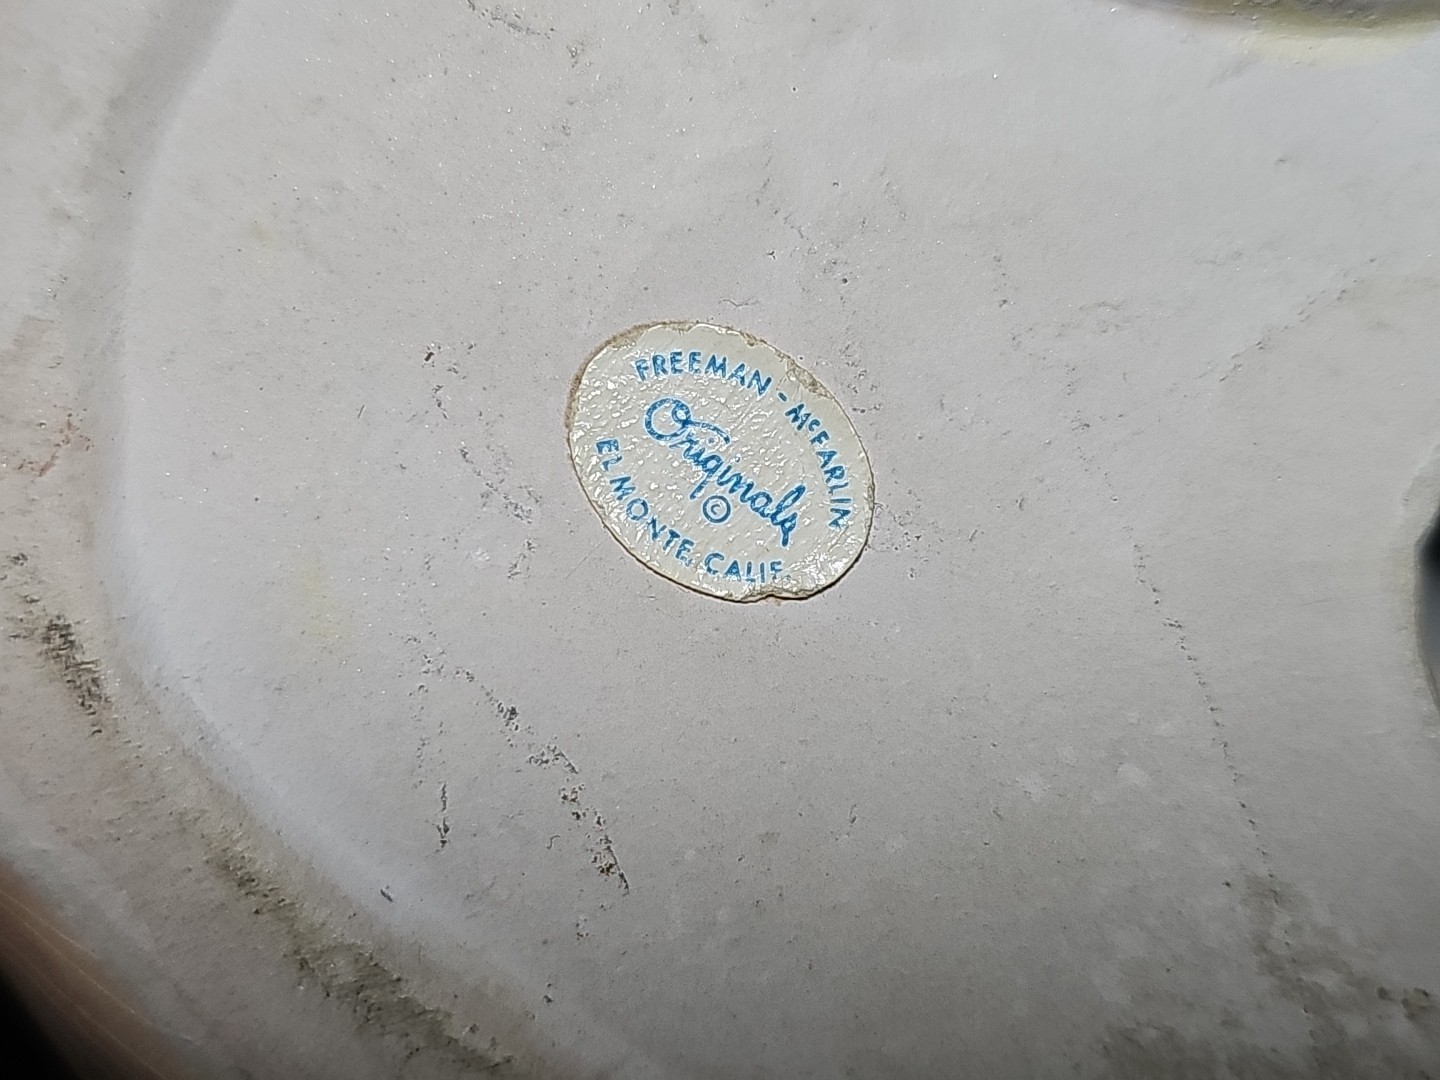 FREEMAN - McFARLIN
Originals
©
EL MONTE, CALIF.